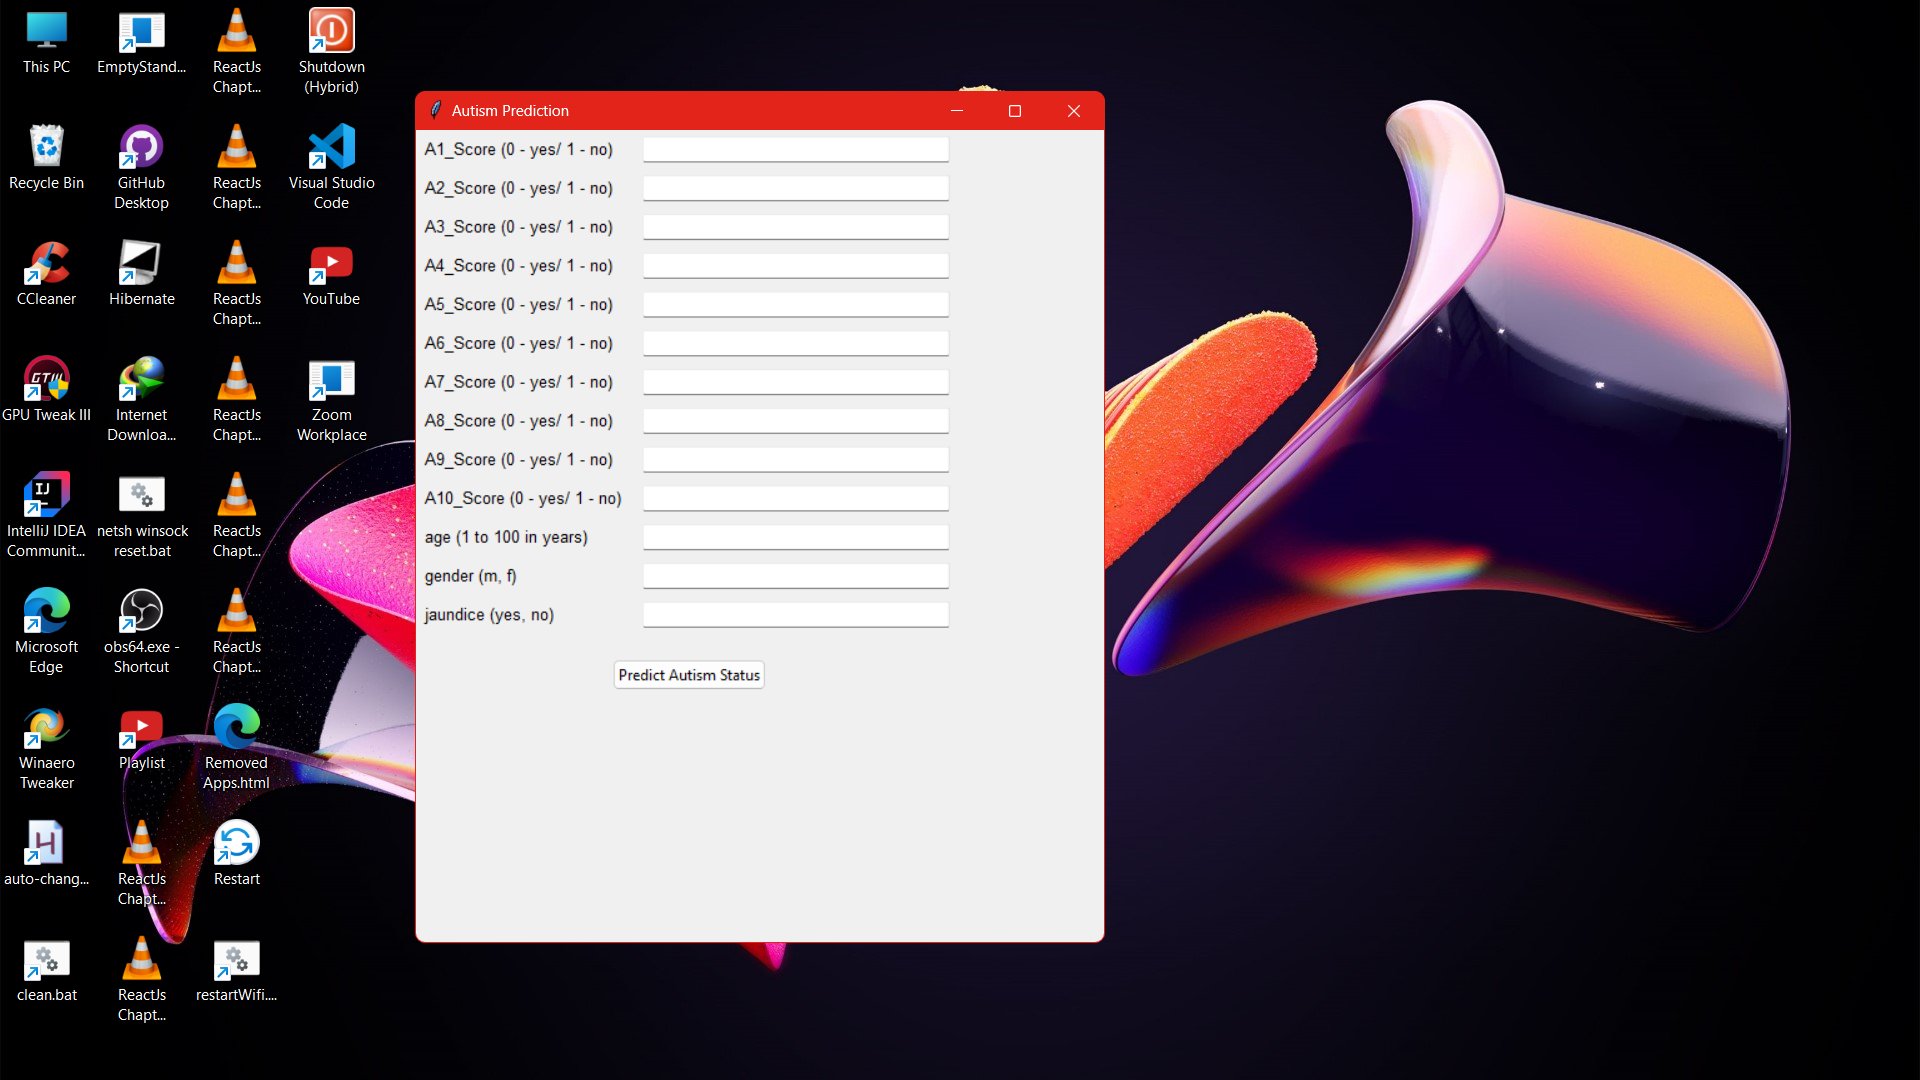 This PC
EmptyStand...
ReactJs
Chapt...
Shutdown
(Hybrid)
Recycle Bin
GitHub
Desktop
ReactJs
Chapt...
Visual Studio
Code
CCleaner
Hibernate
ReactJs
Chapt...
YouTube
GTIII
GPU Tweak III
Internet
Downloa...
ReactJs
Chapt...
Zoom
Workplace
IJ
IntelliJ IDEA
Communit...
netsh winsock
reset.bat
ReactJs
Chapt...
Microsoft
Edge
obs64.exe -
Shortcut
ReactJs
Chapt...
Winaero
Tweaker
Playlist
Removed
Apps.html
H
auto-chang...
ReactJs
Chapt...
Restart
clean.bat
ReactJs
Chapt...
restartWifi....
Autism Prediction
A1_Score (0 - yes/ 1 - no)
A2_Score (0 - yes/ 1 - no)
A3_Score (0 - yes/ 1 - no)
A4_Score (0 - yes/ 1 - no)
A5_Score (0 - yes/ 1 - no)
A6_Score (0 - yes/ 1 - no)
A7_Score (0 - yes/ 1 - no)
A8_Score (0 - yes/ 1 - no)
A9_Score (0 - yes/ 1 - no)
A10_Score (0 - yes/ 1 - no)
age (1 to 100 in years)
gender (m, f)
jaundice (yes, no)
Predict Autism Status